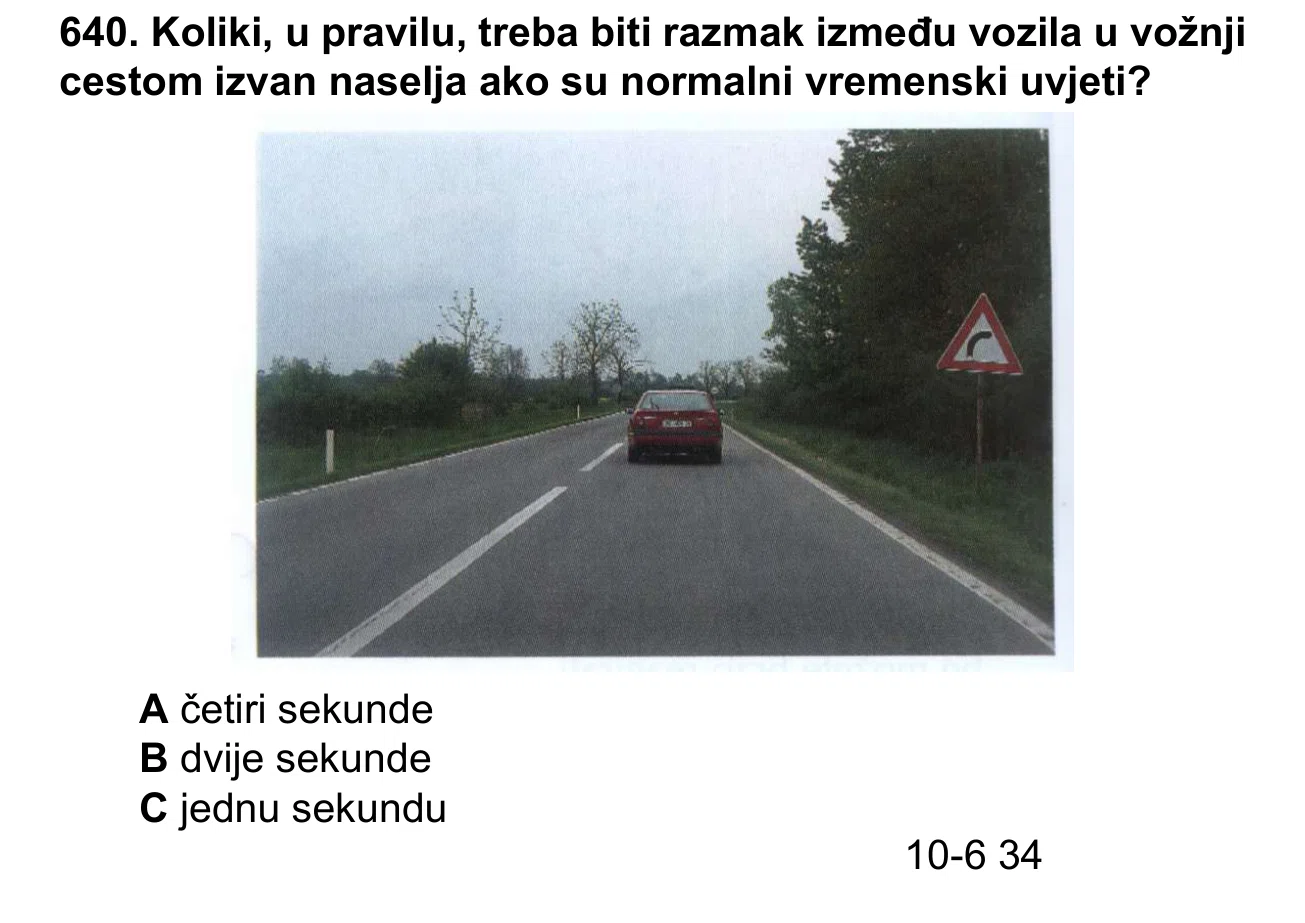 640. Koliki, u pravilu, treba biti razmak između vozila u vožnji
cestom izvan naselja ako su normalni vremenski uvjeti?
A četiri sekunde
B dvije sekunde
C jednu sekundu
10-6 34